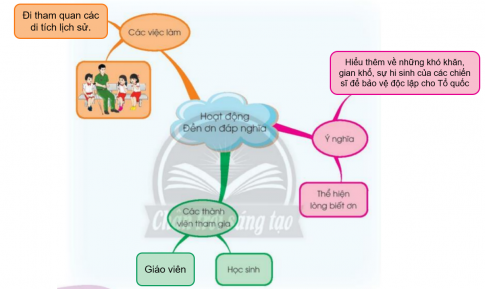 Đi tham quan các
di tích lịch sử.
Các việc làm
Hoạt động
Đền ơn đáp nghĩa
Hiểu thêm về những khó khăn,
gian khổ, sự hi sinh của các chiến
sĩ để bảo vệ độc lập cho Tổ quốc
Ý nghĩa
Thể hiện
lòng biết ơn
Các thành
viên tham gia
Giáo viên
Học sinh
sáng tạo